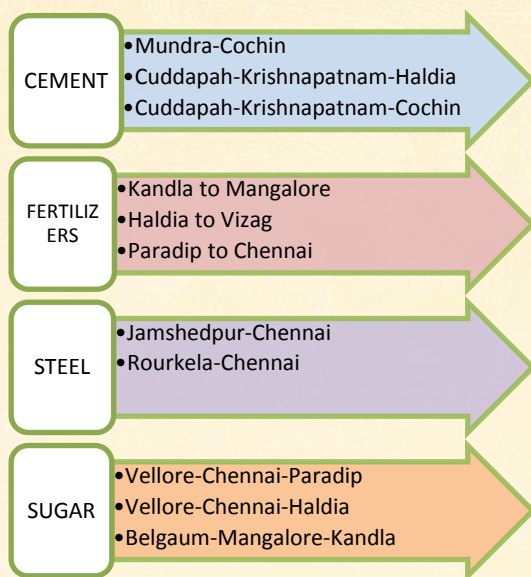 CEMENT
•Mundra-Cochin
•Cuddapah-Krishnapatnam-Haldia
•Cuddapah-Krishnapatnam-Cochin
FERTILIZ
ERS
•Kandla to Mangalore
•Haldia to Vizag
•Paradip to Chennai
STEEL
•Jamshedpur-Chennai
•Rourkela-Chennai
SUGAR
•Vellore-Chennai-Paradip
•Vellore-Chennai-Haldia
•Belgaum-Mangalore-Kandla